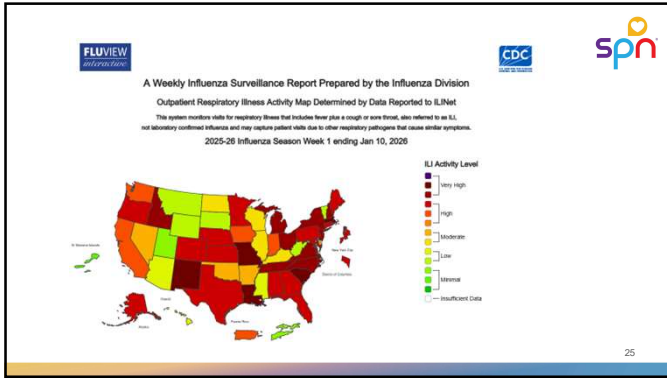 FLUVIEW
interactive
CDC
spn
A Weekly Influenza Surveillance Report Prepared by the Influenza Division
Outpatient Respiratory Illness Activity Map Determined by Data Reported to ILINet
This system monitors visits for respiratory illness that includes fever plus a cough or sore throat, also referred to as ILI,
not laboratory confirmed influenza and may capture patient visits due to other respiratory pathogens that cause similar symptoms.
2025-26 Influenza Season Week 1 ending Jan 10, 2026
ILI Activity Level
Very High
High
Moderate
Low
Minimal
Insufficient Data
New York City
District of Columbia
Hawaii
Alaska
Puerto Rico
25